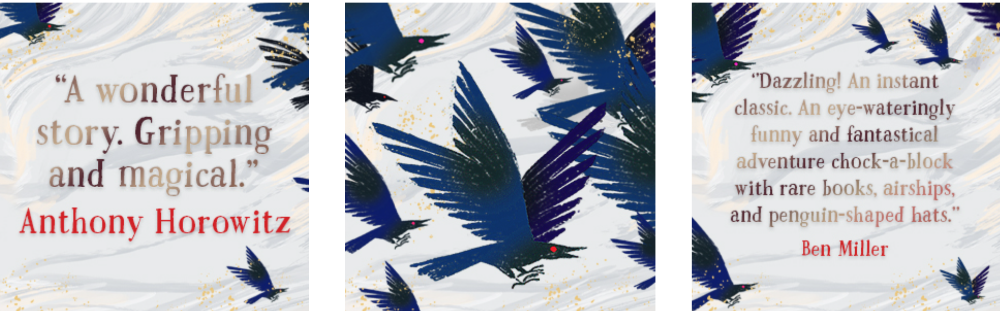 “A wonderful
story. Gripping
and magical.”
Anthony Horowitz
“Dazzling! An instant
classic. An eye-wateringly
funny and fantastical
adventure chock-a-block
with rare books, airships,
and penguin-shaped hats.”
Ben Miller